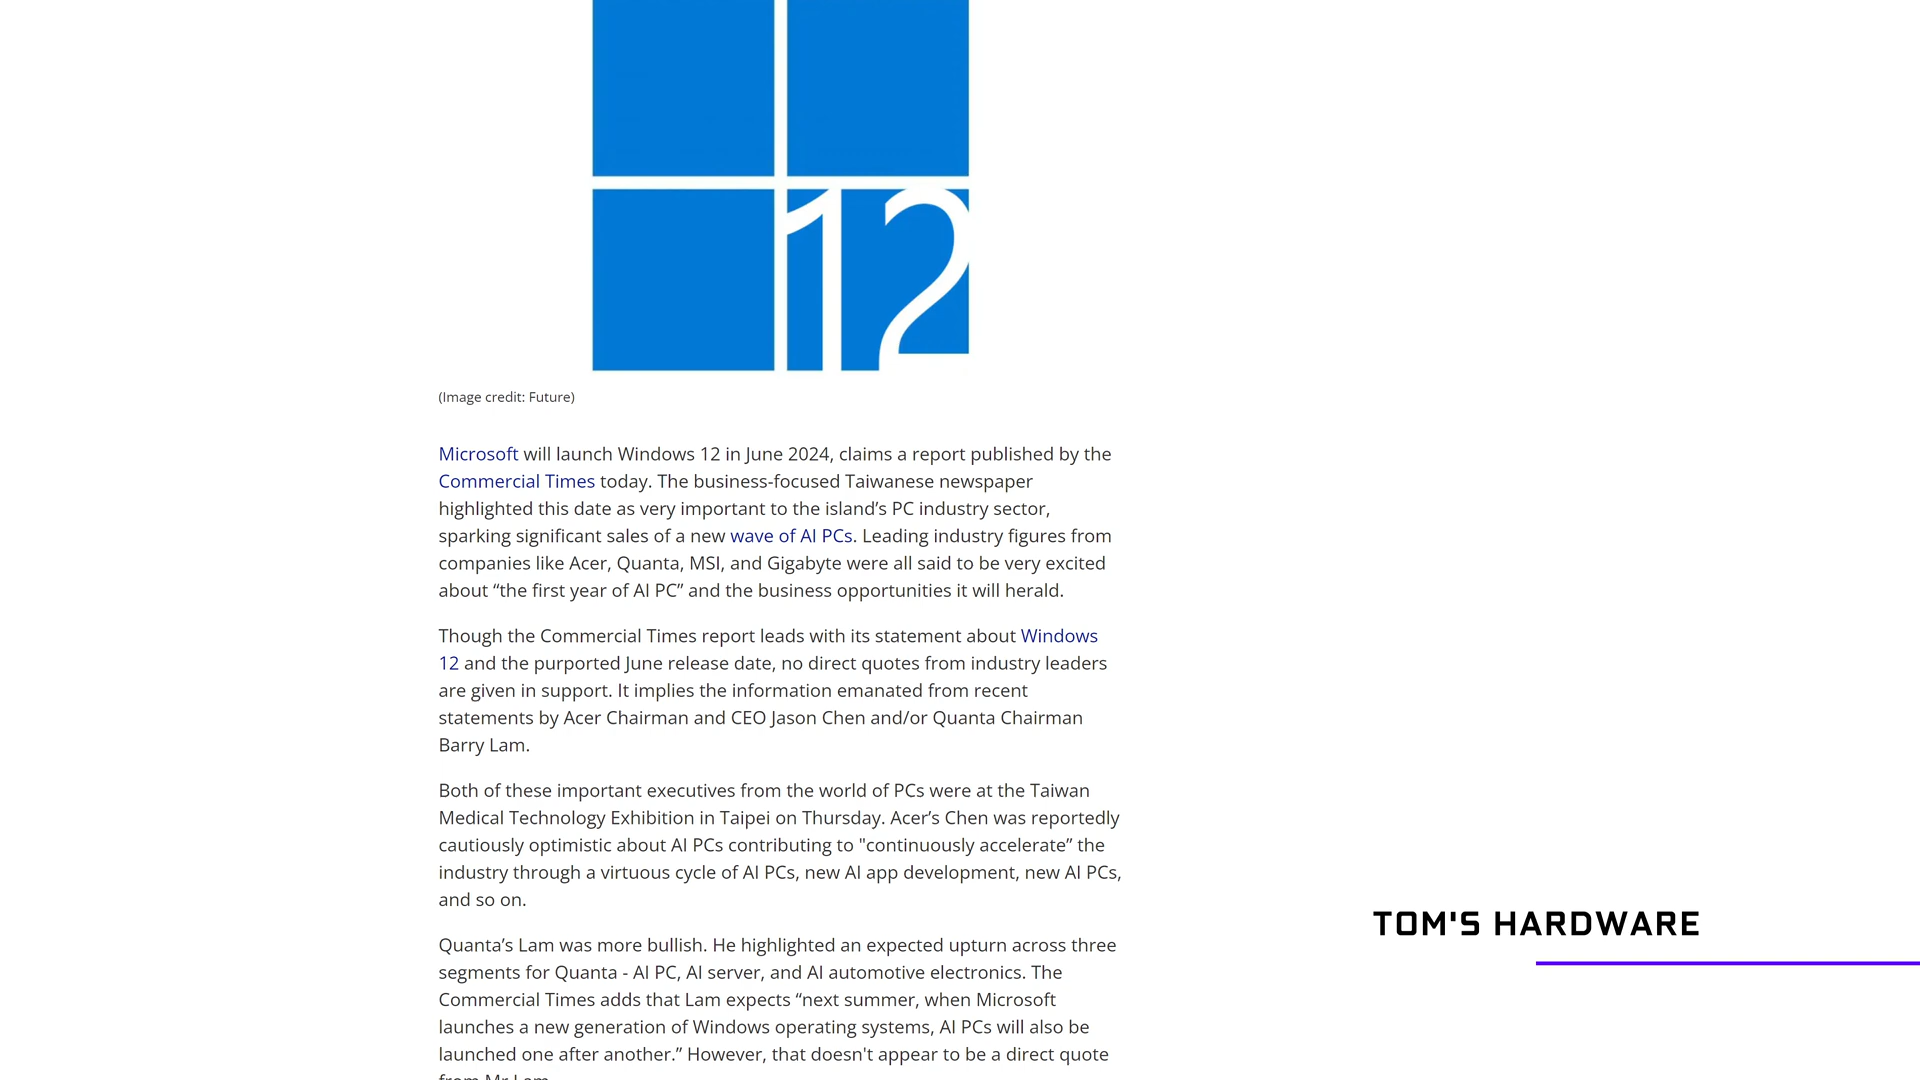 12
(Image credit: Future)
Microsoft will launch Windows 12 in June 2024, claims a report published by the
Commercial Times today. The business-focused Taiwanese newspaper
highlighted this date as very important to the island’s PC industry sector,
sparking significant sales of a new wave of AI PCs. Leading industry figures from
companies like Acer, Quanta, MSI, and Gigabyte were all said to be very excited
about “the first year of AI PC” and the business opportunities it will herald.
Though the Commercial Times report leads with its statement about Windows
12 and the purported June release date, no direct quotes from industry leaders
are given in support. It implies the information emanated from recent
statements by Acer Chairman and CEO Jason Chen and/or Quanta Chairman
Barry Lam.
Both of these important executives from the world of PCs were at the Taiwan
Medical Technology Exhibition in Taipei on Thursday. Acer’s Chen was reportedly
cautiously optimistic about AI PCs contributing to "continuously accelerate” the
industry through a virtuous cycle of AI PCs, new AI app development, new AI PCs,
and so on.
Quanta’s Lam was more bullish. He highlighted an expected upturn across three
segments for Quanta - AI PC, AI server, and AI automotive electronics. The
Commercial Times adds that Lam expects “next summer, when Microsoft
launches a new generation of Windows operating systems, AI PCs will also be
launched one after another.” However, that doesn't appear to be a direct quote
from Mr Lam.
TOM'S HARDWARE